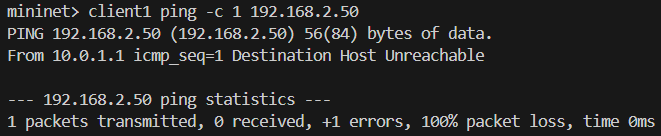 mininet> client1 ping -c 1 192.168.2.50
PING 192.168.2.50 (192.168.2.50) 56(84) bytes of data.
From 10.0.1.1 icmp_seq=1 Destination Host Unreachable

--- 192.168.2.50 ping statistics ---
1 packets transmitted, 0 received, +1 errors, 100% packet loss, time 0ms